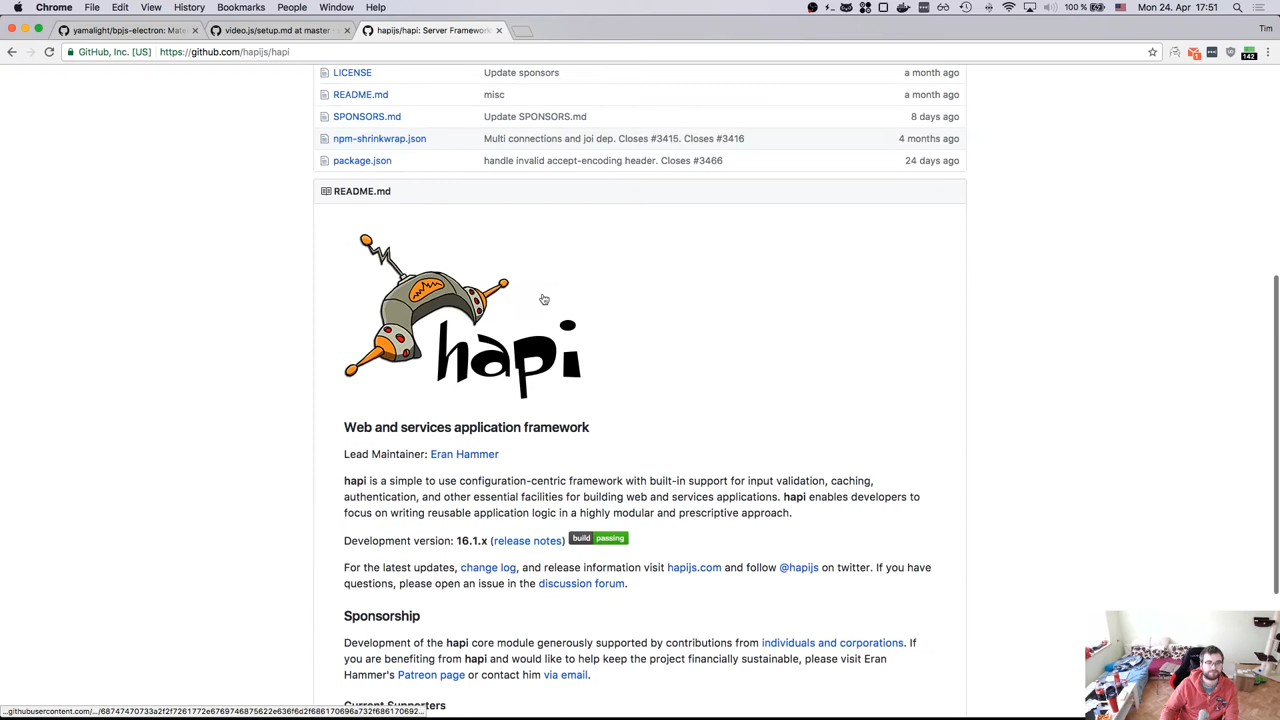 Chrome File Edit View History Bookmarks People Window Help 100 % Mon 24. Apr 17:51
yamalight/bpjs-electron: Mate video.js/setup.md at master · hapijs/hapi: Server Framework Tim
GitHub, Inc. [US] https://github.com/hapijs/hapi 142
LICENSE Update sponsors a month ago
README.md misc a month ago
SPONSORS.md Update SPONSORS.md 8 days ago
npm-shrinkwrap.json Multi connections and joi dep. Closes #3415. Closes #3416 4 months ago
package.json handle invalid accept-encoding header. Closes #3466 24 days ago
README.md
hapi
Web and services application framework
Lead Maintainer: Eran Hammer
hapi is a simple to use configuration-centric framework with built-in support for input validation, caching,
authentication, and other essential facilities for building web and services applications. hapi enables developers to
focus on writing reusable application logic in a highly modular and prescriptive approach.
Development version: 16.1.x (release notes) build passing
For the latest updates, change log, and release information visit hapijs.com and follow @hapijs on twitter. If you have
questions, please open an issue in the discussion forum.
Sponsorship
Development of the hapi core module generously supported by contributions from individuals and corporations. If
you are benefiting from hapi and would like to help keep the project financially sustainable, please visit Eran
Hammer's Patreon page or contact him via email.
Current Supporters